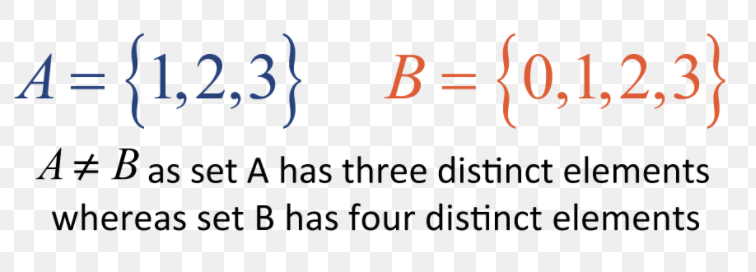 A = {1,2,3} B = {0,1,2,3}
A ≠ B as set A has three distinct elements
whereas set B has four distinct elements